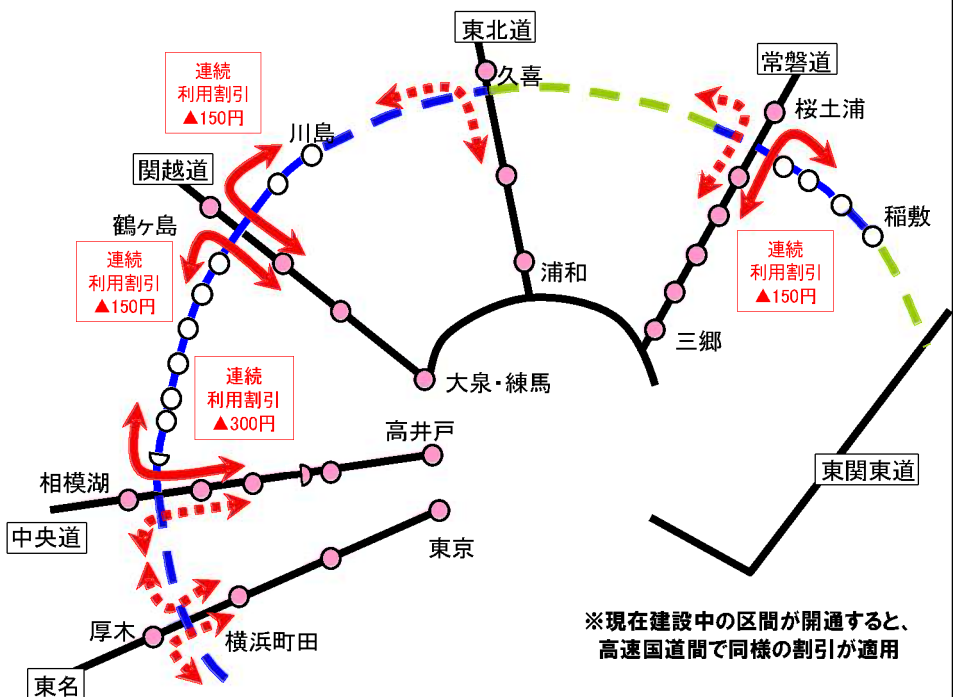 東北道
久喜
常磐道
桜土浦
連続
利用割引
▲150円
川島
関越道
鶴ヶ島
連続
利用割引
▲150円
稲敷
連続
利用割引
▲150円
浦和
三郷
大泉・練馬
連続
利用割引
▲300円
高井戸
相模湖
中央道
東関東道
東京
厚木
横浜町田
東名
※現在建設中の区間が開通すると、
高速国道間で同様の割引が適用